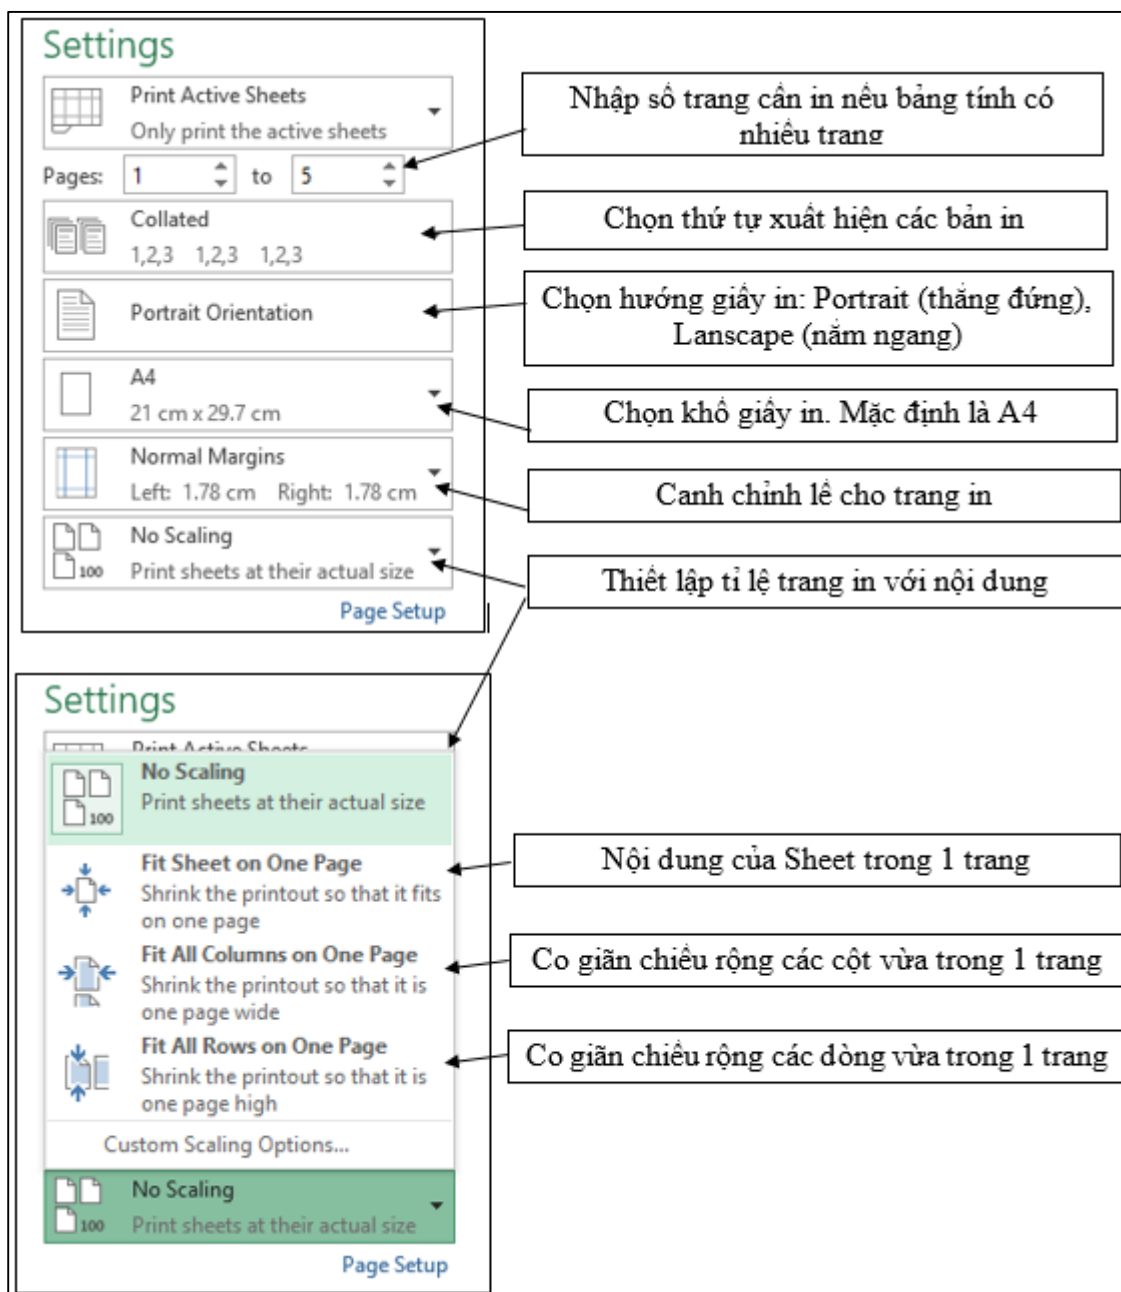 Settings
Print Active Sheets
Only print the active sheets
Nhập số trang cần in nếu bảng tính có
nhiều trang
Pages: 1 to 5
Collated
1,2,3 1,2,3 1,2,3
Chọn thứ tự xuất hiện các bản in
Portrait Orientation
Chọn hướng giấy in: Portrait (thẳng đứng),
Lanscape (nằm ngang)
A4
21 cm x 29.7 cm
Chọn khổ giấy in. Mặc định là A4
Normal Margins
Left: 1.78 cm Right: 1.78 cm
Canh chỉnh lề cho trang in
No Scaling
100 Print sheets at their actual size
Thiết lập tỉ lệ trang in với nội dung
Page Setup
Settings
Print Active Sheets
No Scaling
Print sheets at their actual size
100
Fit Sheet on One Page
Shrink the printout so that it fits
on one page
Nội dung của Sheet trong 1 trang
Fit All Columns on One Page
Shrink the printout so that it is
one page wide
Co giãn chiều rộng các cột vừa trong 1 trang
Fit All Rows on One Page
Shrink the printout so that it is
one page high
Co giãn chiều rộng các dòng vừa trong 1 trang
Custom Scaling Options...
No Scaling
100 Print sheets at their actual size
Page Setup